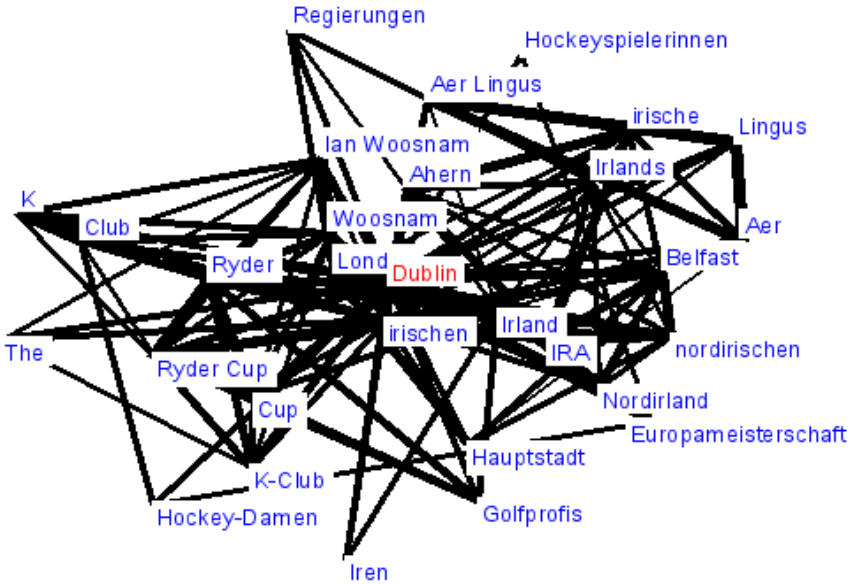 Regierungen
Hockeyspielerinnen
Aer Lingus
irische
Lingus
Ian Woosnam
Ahern
Irlands
K
Club
Woosnam
Aer
Ryder
Lond
Dublin
Belfast
The
irischen
Irland
IRA
nordirischen
Ryder Cup
Cup
Nordirland
Europameisterschaft
K-Club
Hauptstadt
Hockey-Damen
Golfprofis
Iren